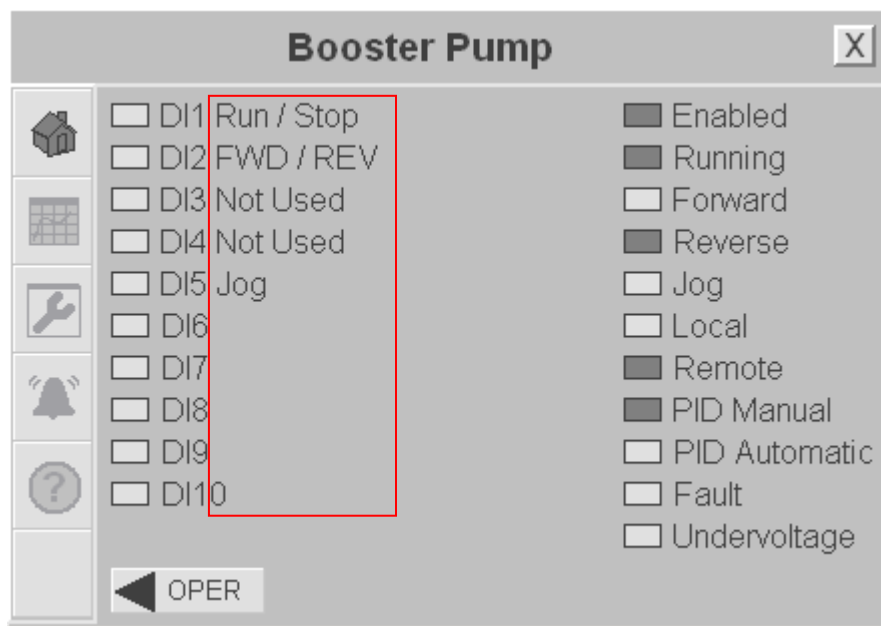 Booster Pump X
DI1 Run / Stop
DI2 FWD / REV
DI3 Not Used
DI4 Not Used
DI5 Jog
DI6
DI7
DI8
DI9
DI10
Enabled
Running
Forward
Reverse
Jog
Local
Remote
PID Manual
PID Automatic
Fault
Undervoltage
?
OPER